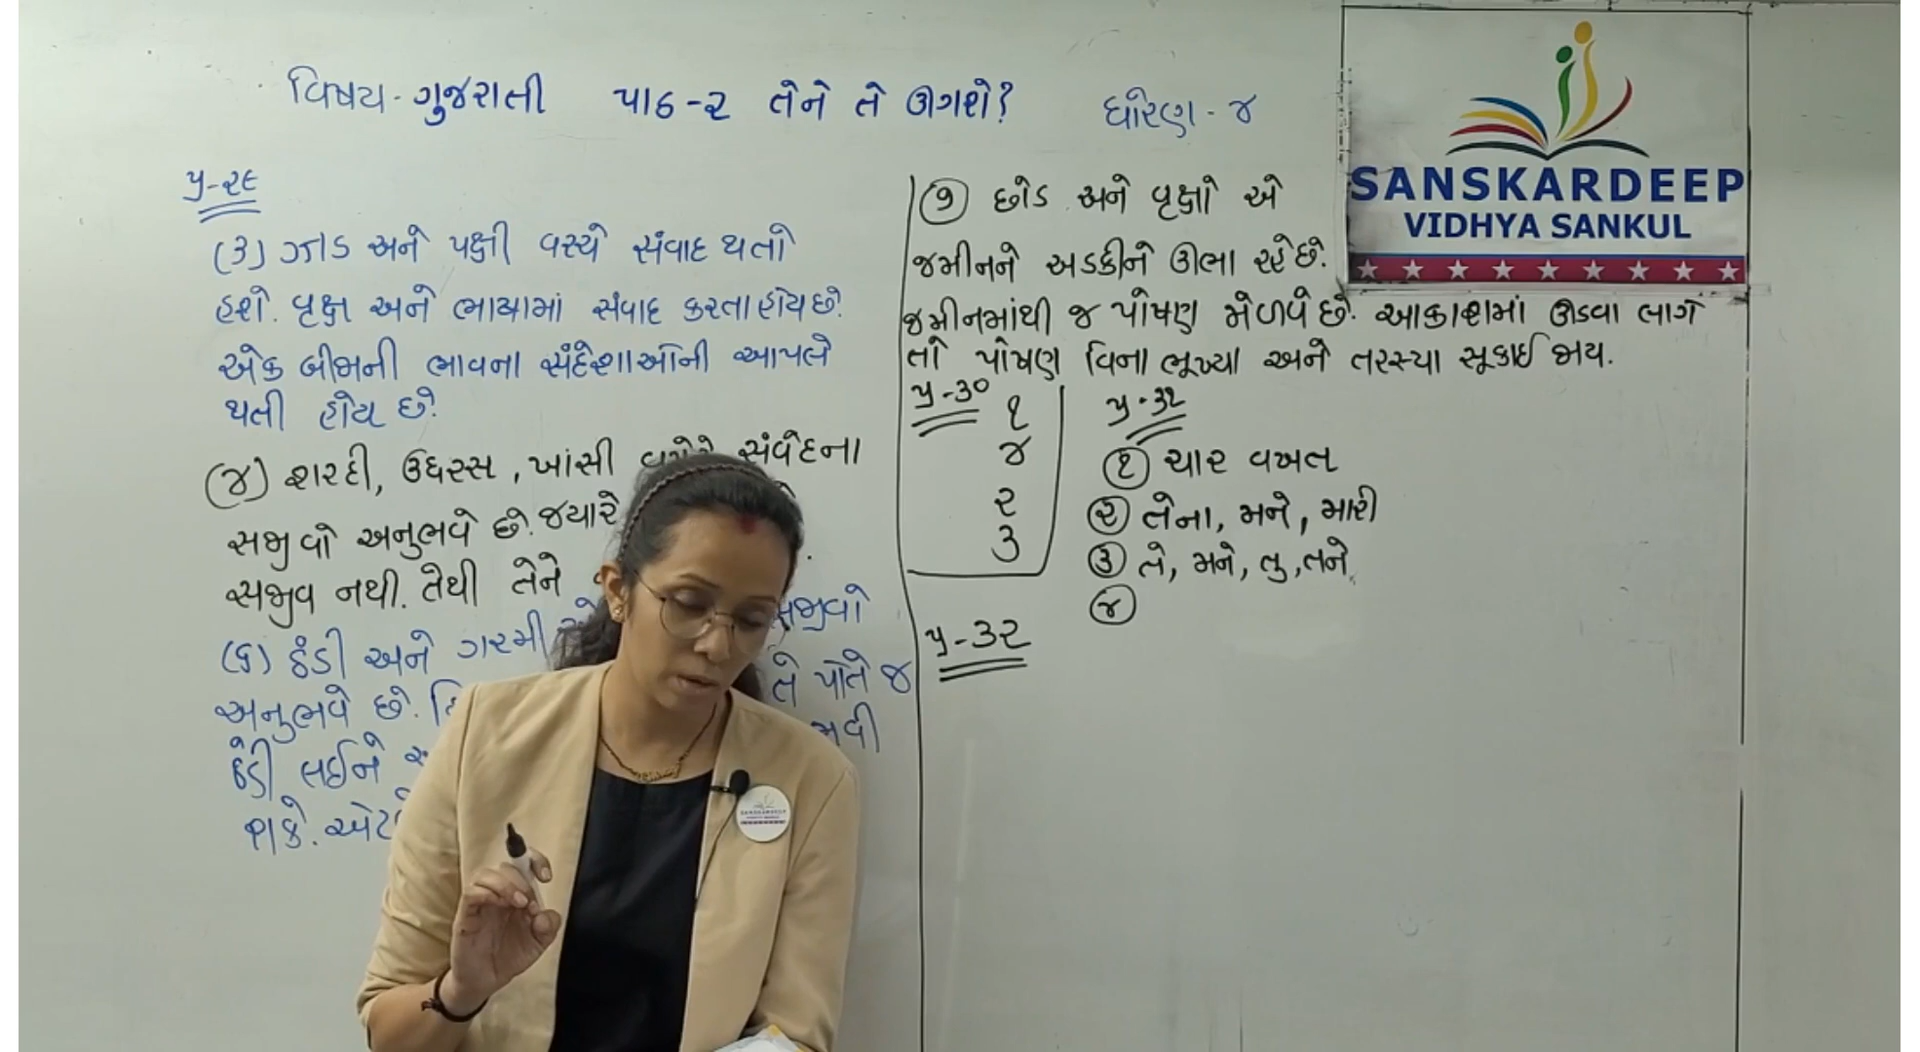 વિષય - ગુજરાતી પાઠ - ૨ તેને તે ઊગશે? ધોરણ - ૪
પૃ-૨૯
(૩) ઝાડ અને પક્ષી વચ્ચે સંવાદ થતો
હશે. વૃક્ષ અને ભાષામાં સંવાદ કરતા હોય છે.
એક બીજાની ભાવના સંદેશાઓની આપલે
થતી હોય છે.
(૪) શરદી, ઉધરસ, ખાંસી સંવેદના
સજીવો અનુભવે છે. જયારે
સજીવ નથી. તેથી તેને
(૬) ઠંડી અને ગરમી સજીવો
અનુભવે છે. તે પોતે જ
ઠંડી લઈને
શકે.
(૭) છોડ અને વૃક્ષો એ
જમીનને અડકીને ઊભા રહે છે.
જમીનમાંથી જ પોષણ મેળવે છે. આકાશમાં ઊડવા લાગે
તો પોષણ વિના ભૂખ્યા અને તરસ્યા સૂકાઈ જાય.
પૃ-૩૦
૧
૪
૨
૩
પૃ-૩૨
પૃ-૩૧
(૧) ચાર વખત
(૨) તેના, મને, મારી
(૩) તે, મને, તુ, તને
(૪)
SANSKARDEEP
VIDHYA SANKUL